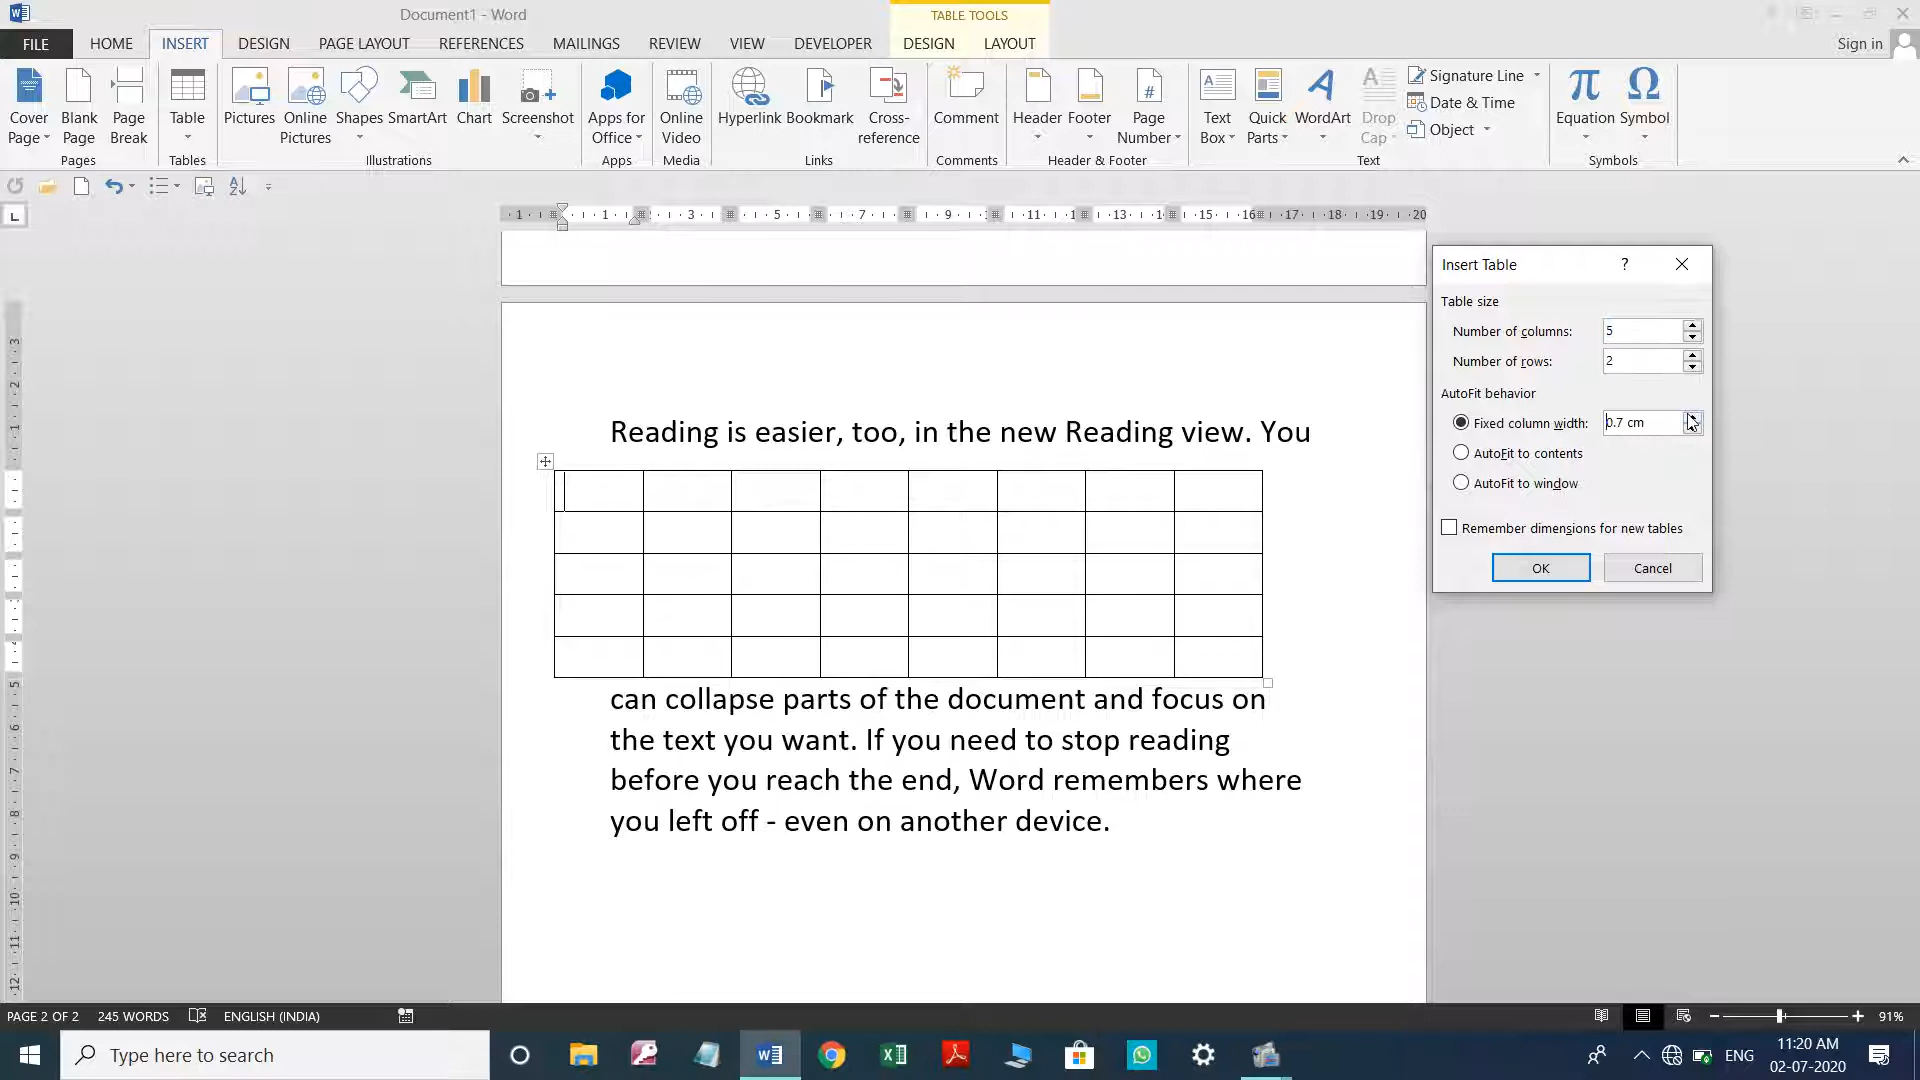 Document1 - Word
TABLE TOOLS
FILE
HOME
INSERT
DESIGN
PAGE LAYOUT
REFERENCES
MAILINGS
REVIEW
VIEW
DEVELOPER
DESIGN
LAYOUT
Sign in
Cover Page
Blank Page
Page Break
Table
Pictures
Online Pictures
Shapes
SmartArt
Chart
Screenshot
Apps for Office
Online Video
Hyperlink
Bookmark
Cross-reference
Comment
Header
Footer
Page Number
Text Box
Quick Parts
WordArt
Drop Cap
Signature Line
Date & Time
Object
Equation
Symbol
Pages
Tables
Illustrations
Apps
Media
Links
Comments
Header & Footer
Text
Symbols
Insert Table
Table size
Number of columns: 5
Number of rows: 2
AutoFit behavior
Fixed column width: 0.7 cm
AutoFit to contents
AutoFit to window
Remember dimensions for new tables
OK
Cancel
Reading is easier, too, in the new Reading view. You
can collapse parts of the document and focus on
the text you want. If you need to stop reading
before you reach the end, Word remembers where
you left off - even on another device.
PAGE 2 OF 2
245 WORDS
ENGLISH (INDIA)
91%
Type here to search
ENG
11:20 AM
02-07-2020